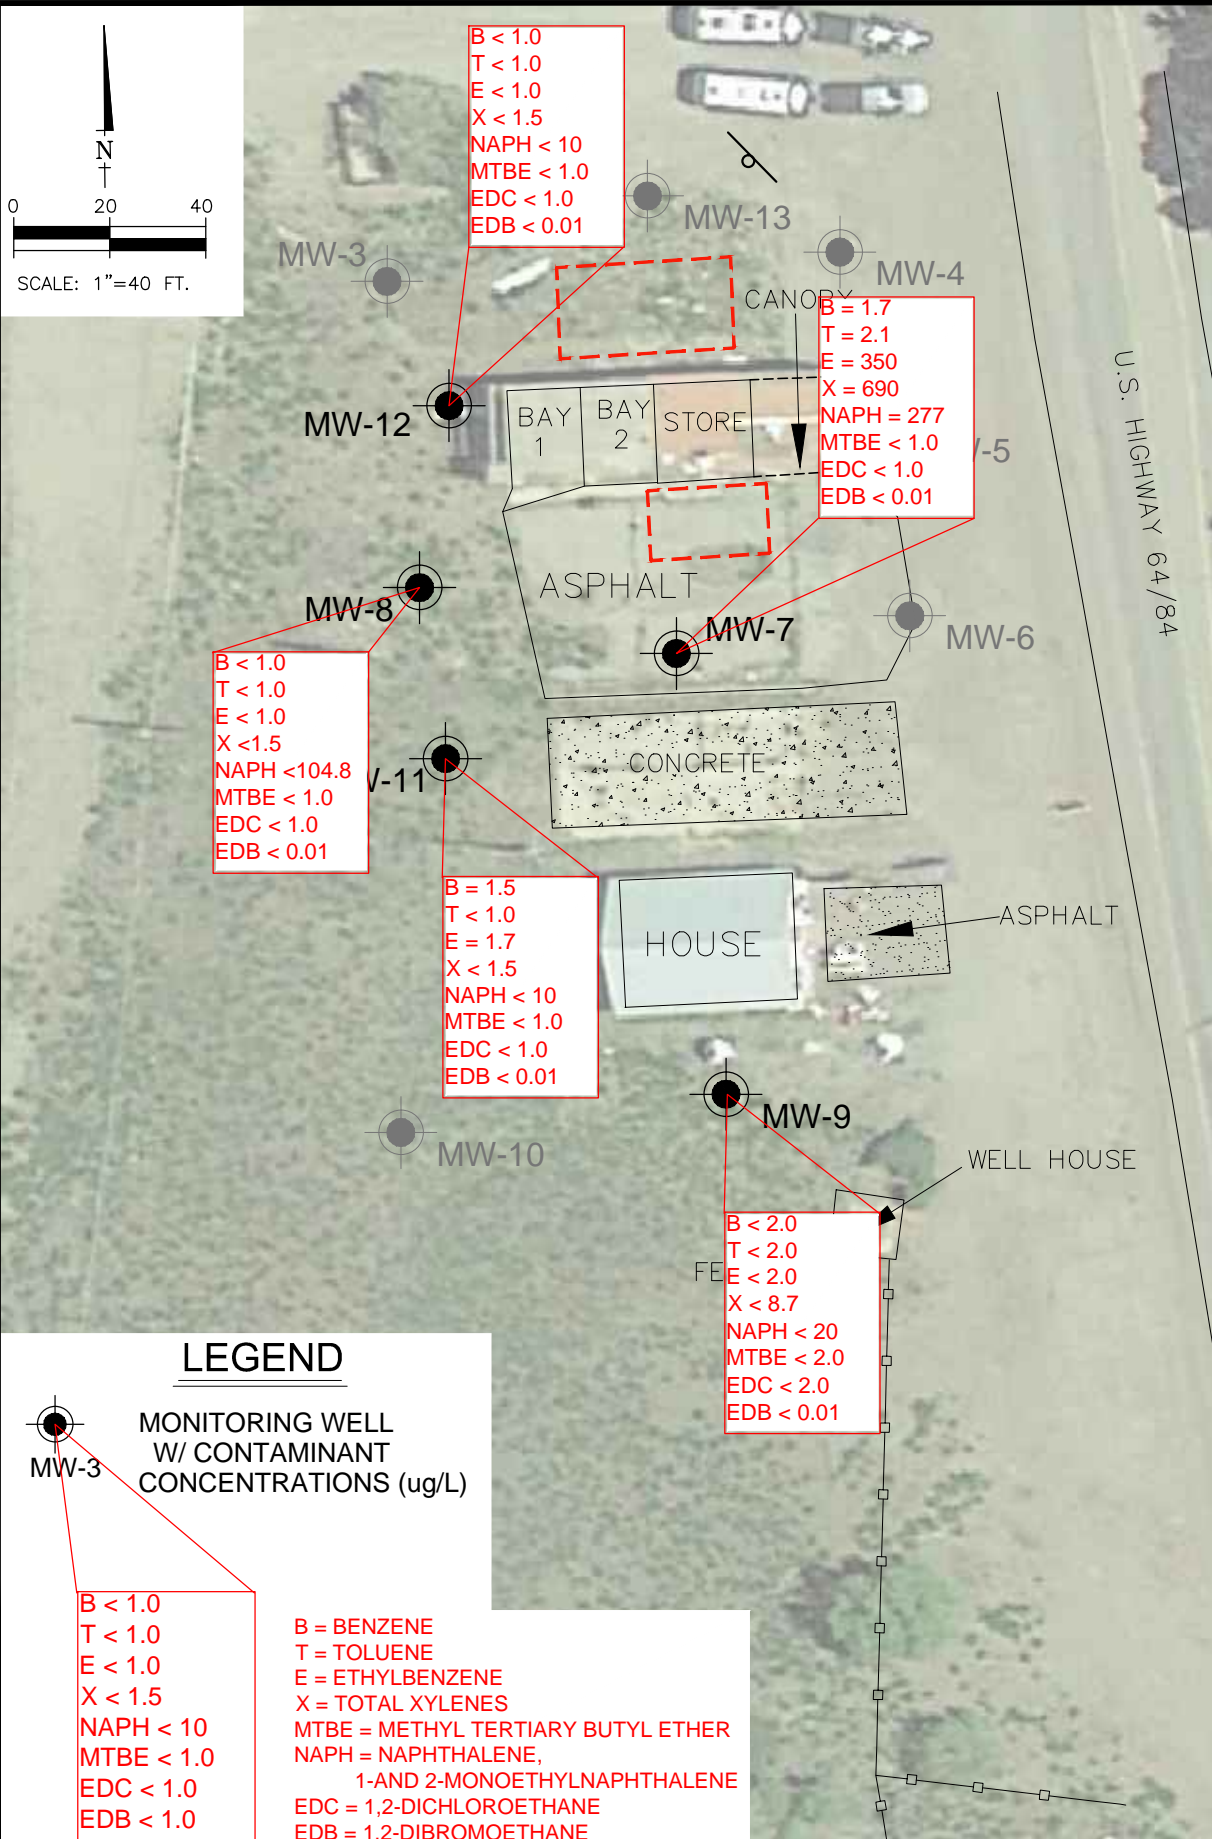 N
0 20 40
SCALE: 1"=40 FT.
B < 1.0
T < 1.0
E < 1.0
X < 1.5
NAPH < 10
MTBE < 1.0
EDC < 1.0
EDB < 0.01
MW-13
MW-3
MW-4
CANOPY
B = 1.7
T = 2.1
E = 350
X = 690
NAPH = 277
MTBE < 1.0
EDC < 1.0
EDB < 0.01
-5
U.S. HIGHWAY 64/84
MW-12
BAY 1
BAY 2
STORE
ASPHALT
MW-8
MW-7
MW-6
B < 1.0
T < 1.0
E < 1.0
X <1.5
NAPH <104.8
MTBE < 1.0
EDC < 1.0
EDB < 0.01
-11
CONCRETE
B = 1.5
T < 1.0
E = 1.7
X < 1.5
NAPH < 10
MTBE < 1.0
EDC < 1.0
EDB < 0.01
HOUSE
ASPHALT
MW-9
MW-10
WELL HOUSE
B < 2.0
T < 2.0
E < 2.0
X < 8.7
NAPH < 20
MTBE < 2.0
EDC < 2.0
EDB < 0.01
FE
LEGEND
MW-3
MONITORING WELL
W/ CONTAMINANT
CONCENTRATIONS (ug/L)
B < 1.0
T < 1.0
E < 1.0
X < 1.5
NAPH < 10
MTBE < 1.0
EDC < 1.0
EDB < 1.0
B = BENZENE
T = TOLUENE
E = ETHYLBENZENE
X = TOTAL XYLENES
MTBE = METHYL TERTIARY BUTYL ETHER
NAPH = NAPHTHALENE,
1-AND 2-MONOETHYLNAPHTHALENE
EDC = 1,2-DICHLOROETHANE
EDB = 1,2-DIBROMOETHANE